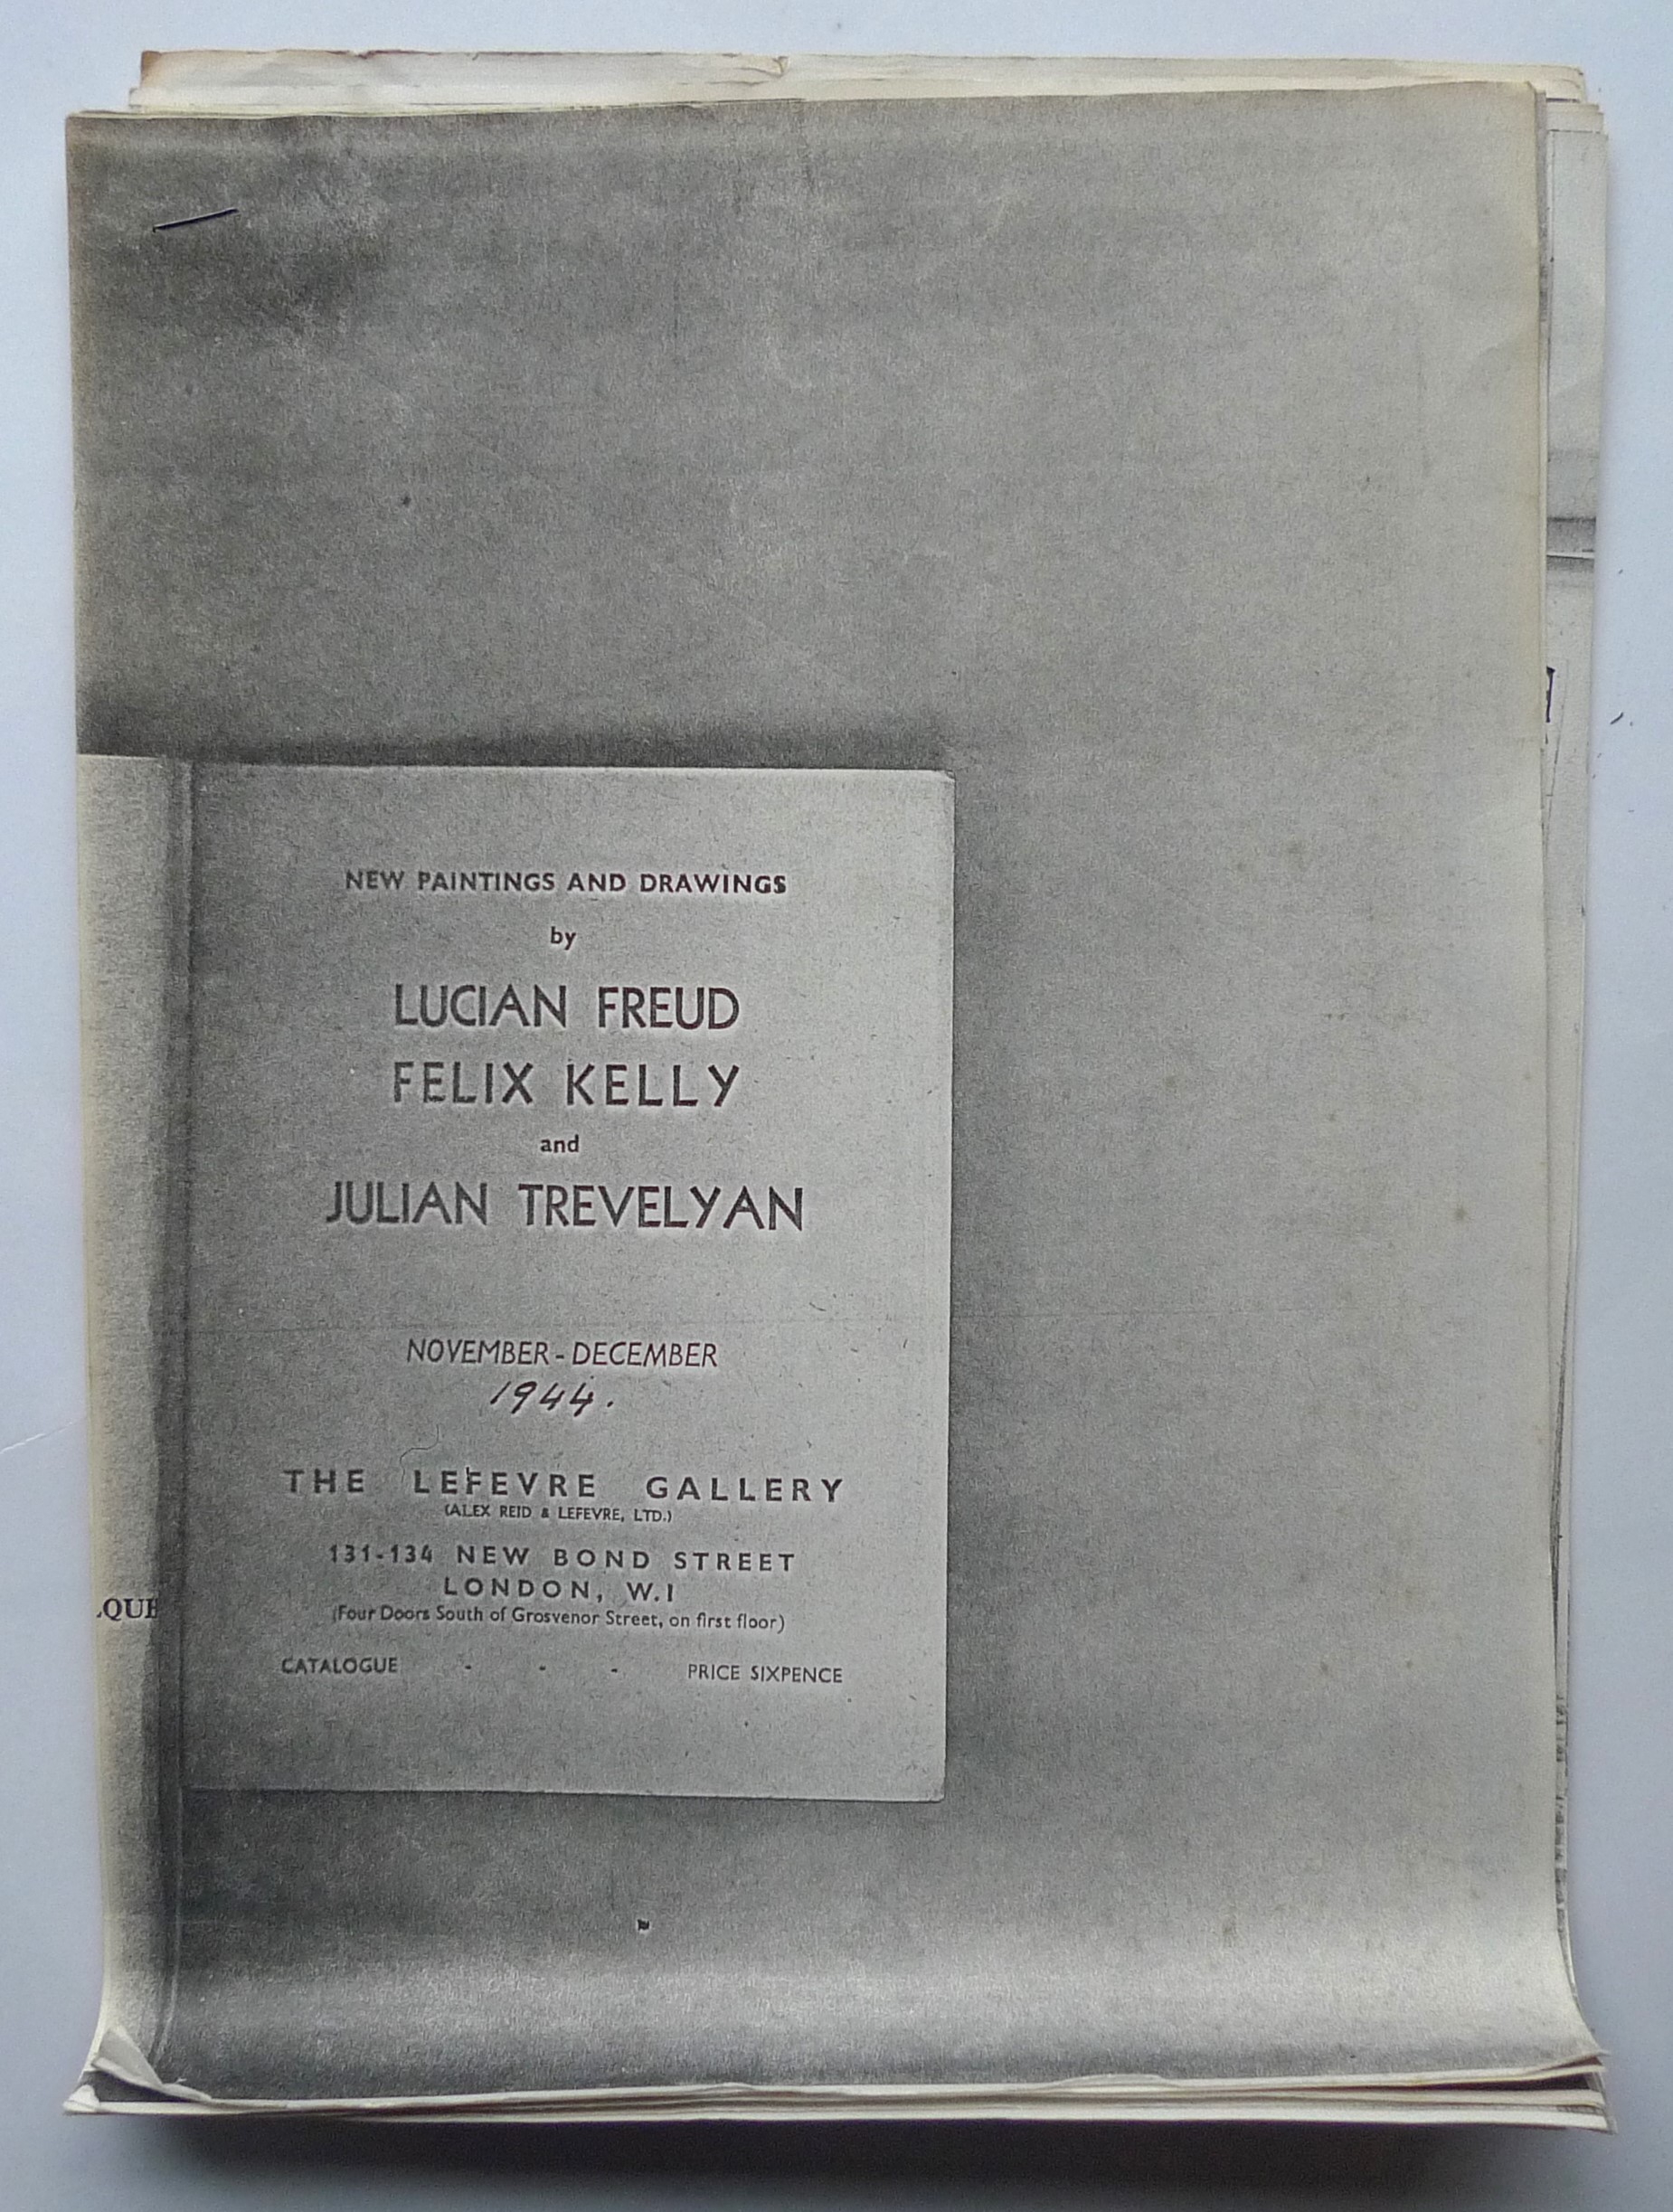 NEW PAINTINGS AND DRAWINGS
by
LUCIAN FREUD
FELIX KELLY
and
JULIAN TREVELYAN
NOVEMBER - DECEMBER
1944.
THE LEFEVRE GALLERY
(ALEX REID & LEFEVRE, LTD.)
131-134 NEW BOND STREET
LONDON, W.I
(Four Doors South of Grosvenor Street, on first floor)
CATALOGUE - - - PRICE SIXPENCE